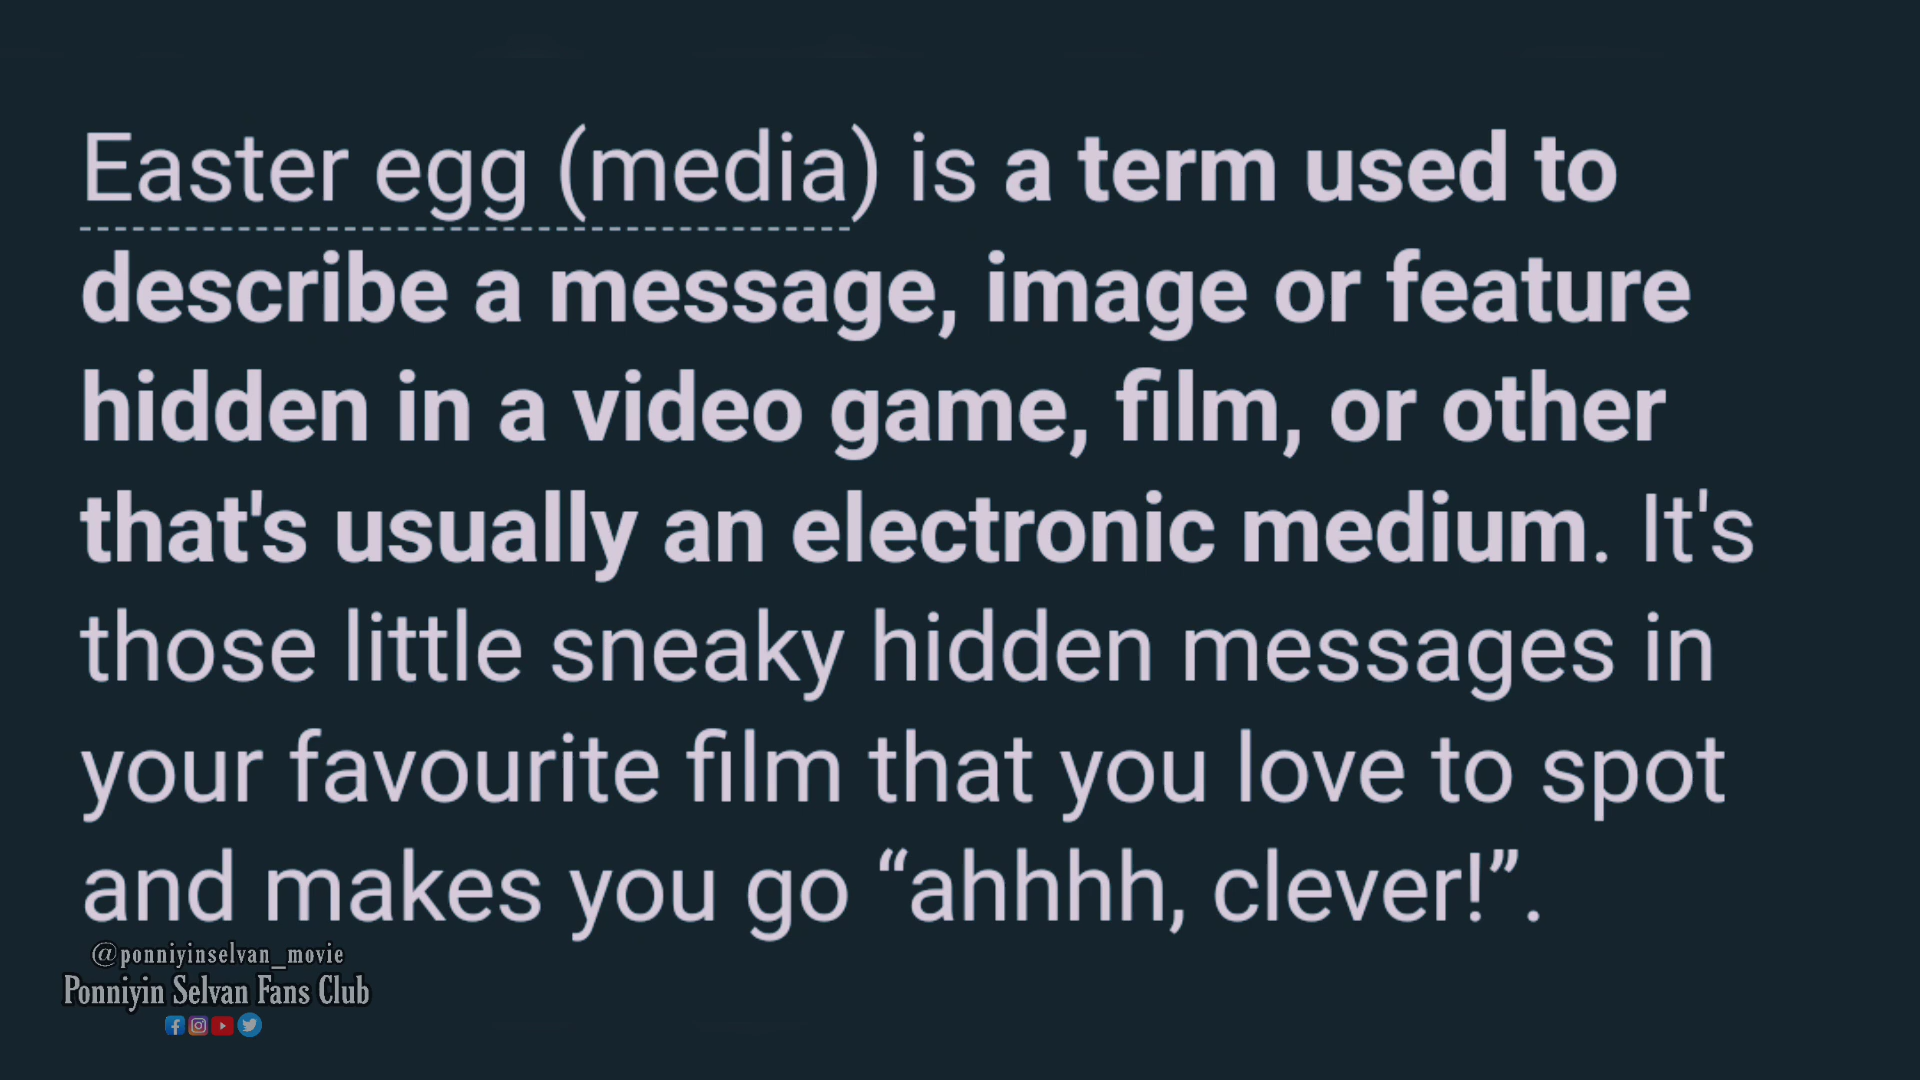 Easter egg (media) is a term used to
describe a message, image or feature
hidden in a video game, film, or other
that's usually an electronic medium. It's
those little sneaky hidden messages in
your favourite film that you love to spot
and makes you go “ahhhh, clever!”.
@ponniyinselvan_movie
Ponniyin Selvan Fans Club